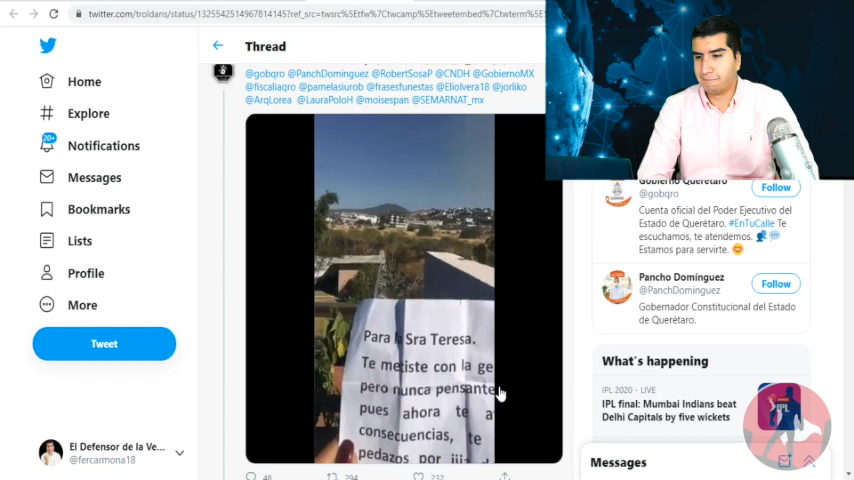 twitter.com/troldans/status/1325542514967814145?ref_src=twsrc%5Etfw%7Ctwcamp%5Etweetembed%7Ctwterm%5E1
Home
Explore
20+
Notifications
Messages
Bookmarks
Lists
Profile
More
Tweet
El Defensor de la Ve...
@fercarmona18
Thread
@gobqro @PanchDominguez @RobertSosaP @CNDH @GobiernoMX
@fiscaliaqro @pamelasiurob @frasesfunestas @Eliolvera18 @jorliko
@ArqLorea @LauraPoloH @moisespan @SEMARNAT_mx
Para la Sra Teresa.
Te metiste con la ge
pero nunca pensante
pues ahora te a
consecuencias, te
pedazos por
48 294 232
Gobierno Querétaro
@gobqro
Follow
Cuenta oficial del Poder Ejecutivo del
Estado de Querétaro. #EnTuCalle Te
escuchamos, te atendemos.
Estamos para servirte.
Pancho Domínguez
@PanchDominguez
Follow
Gobernador Constitucional del Estado
de Querétaro.
What's happening
IPL 2020 · LIVE
IPL final: Mumbai Indians beat
Delhi Capitals by five wickets
IPL
Messages